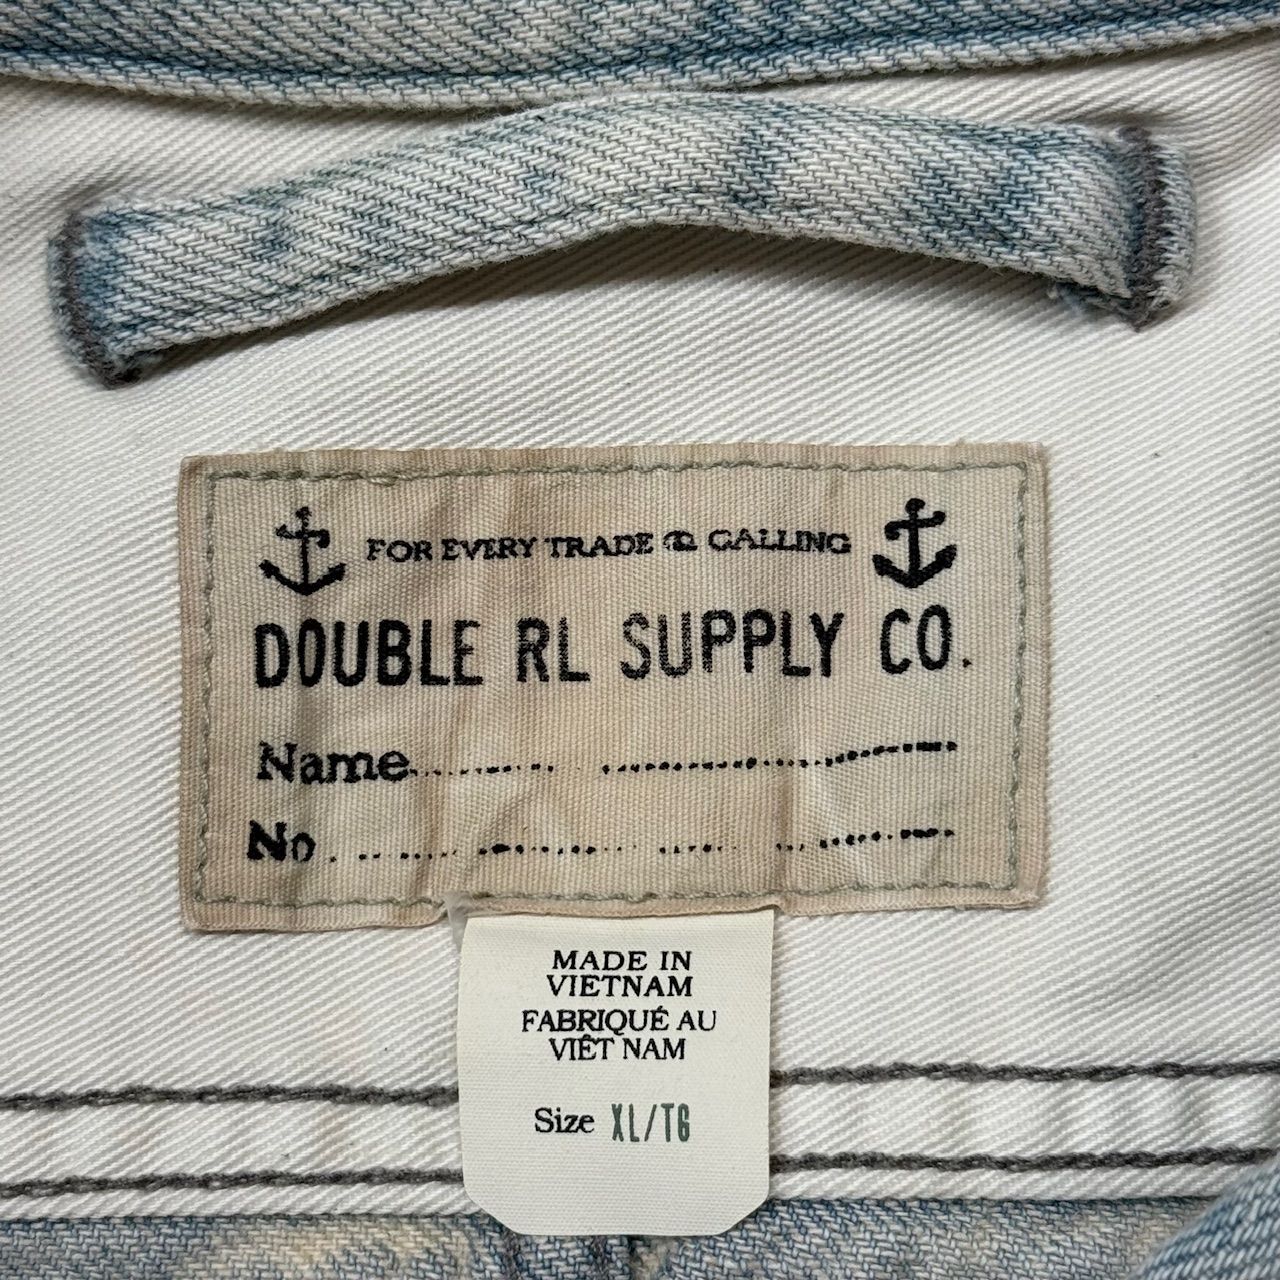 FOR EVERY TRADE & CALLING
DOUBLE RL SUPPLY CO.
Name
No.
MADE IN
VIETNAM
FABRIQUÉ AU
VIÊT NAM
Size XL/TG